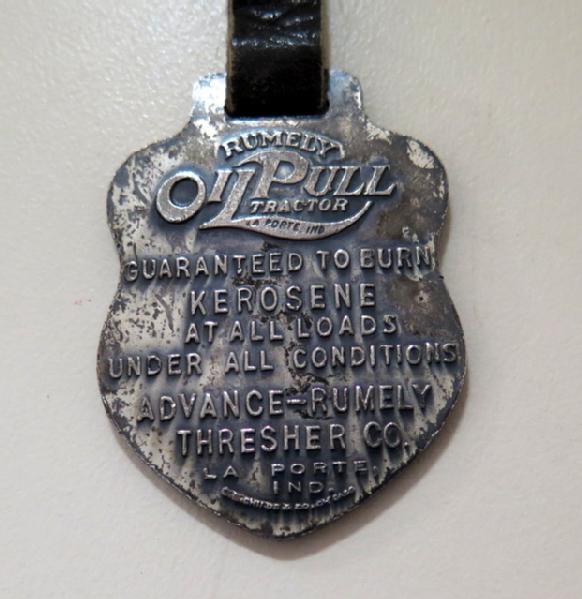 RUMELY
OILPULL
TRACTOR
LA PORTE IND
GUARANTEED TO BURN
KEROSENE
AT ALL LOADS
UNDER ALL CONDITIONS
ADVANCE-RUMELY
THRESHER CO.
LA PORTE,
IND.